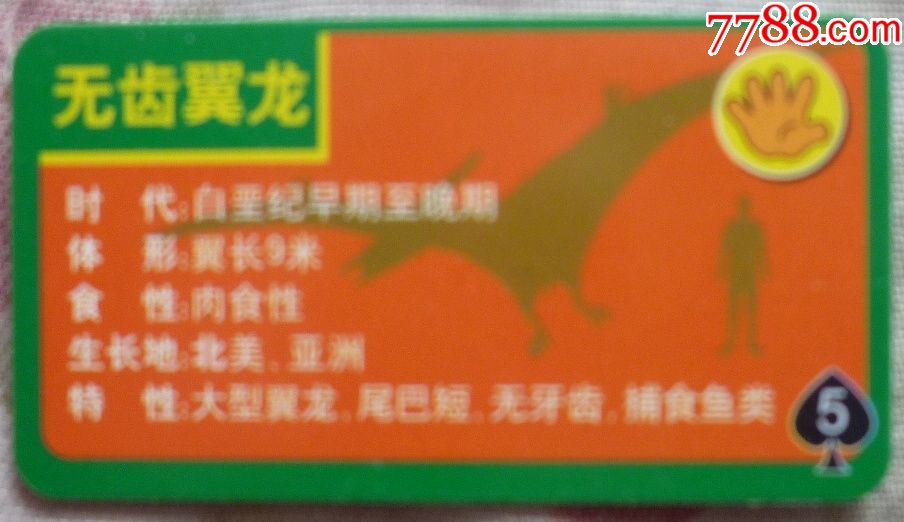 7788.com
无齿翼龙
时 代:白垩纪早期至晚期
体 形:翼长9米
食 性:肉食性
生长地:北美、亚洲
特 性:大型翼龙、尾巴短、无牙齿、捕食鱼类
5